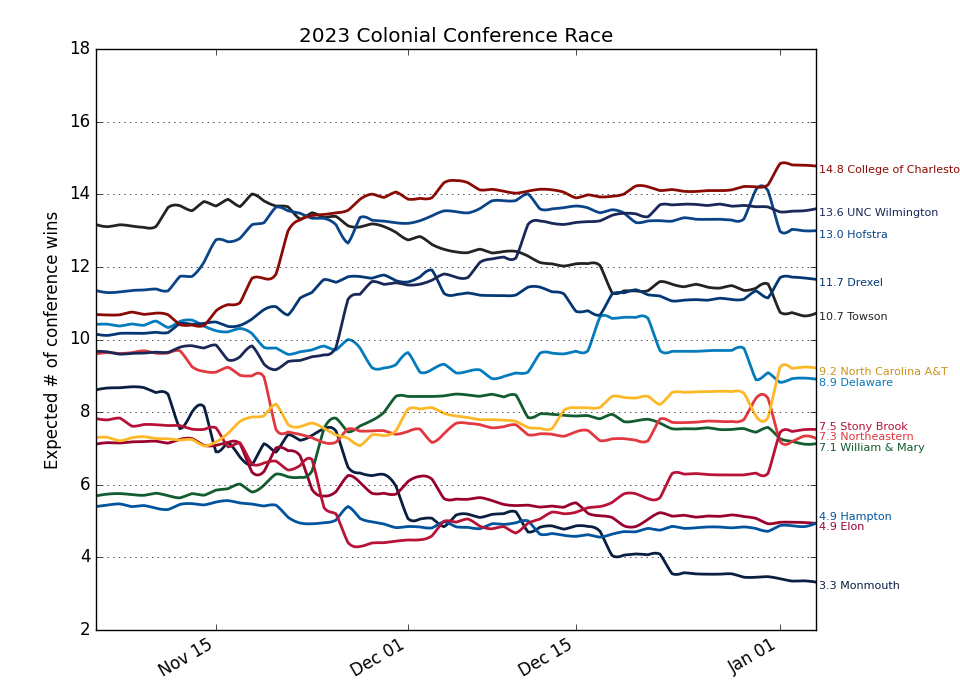 2023 Colonial Conference Race
Expected # of conference wins
18
16
14
12
10
8
6
4
2
Nov 15
Dec 01
Dec 15
Jan 01
14.8 College of Charlesto
13.6 UNC Wilmington
13.0 Hofstra
11.7 Drexel
10.7 Towson
9.2 North Carolina A&T
8.9 Delaware
7.5 Stony Brook
7.3 Northeastern
7.1 William & Mary
4.9 Hampton
4.9 Elon
3.3 Monmouth